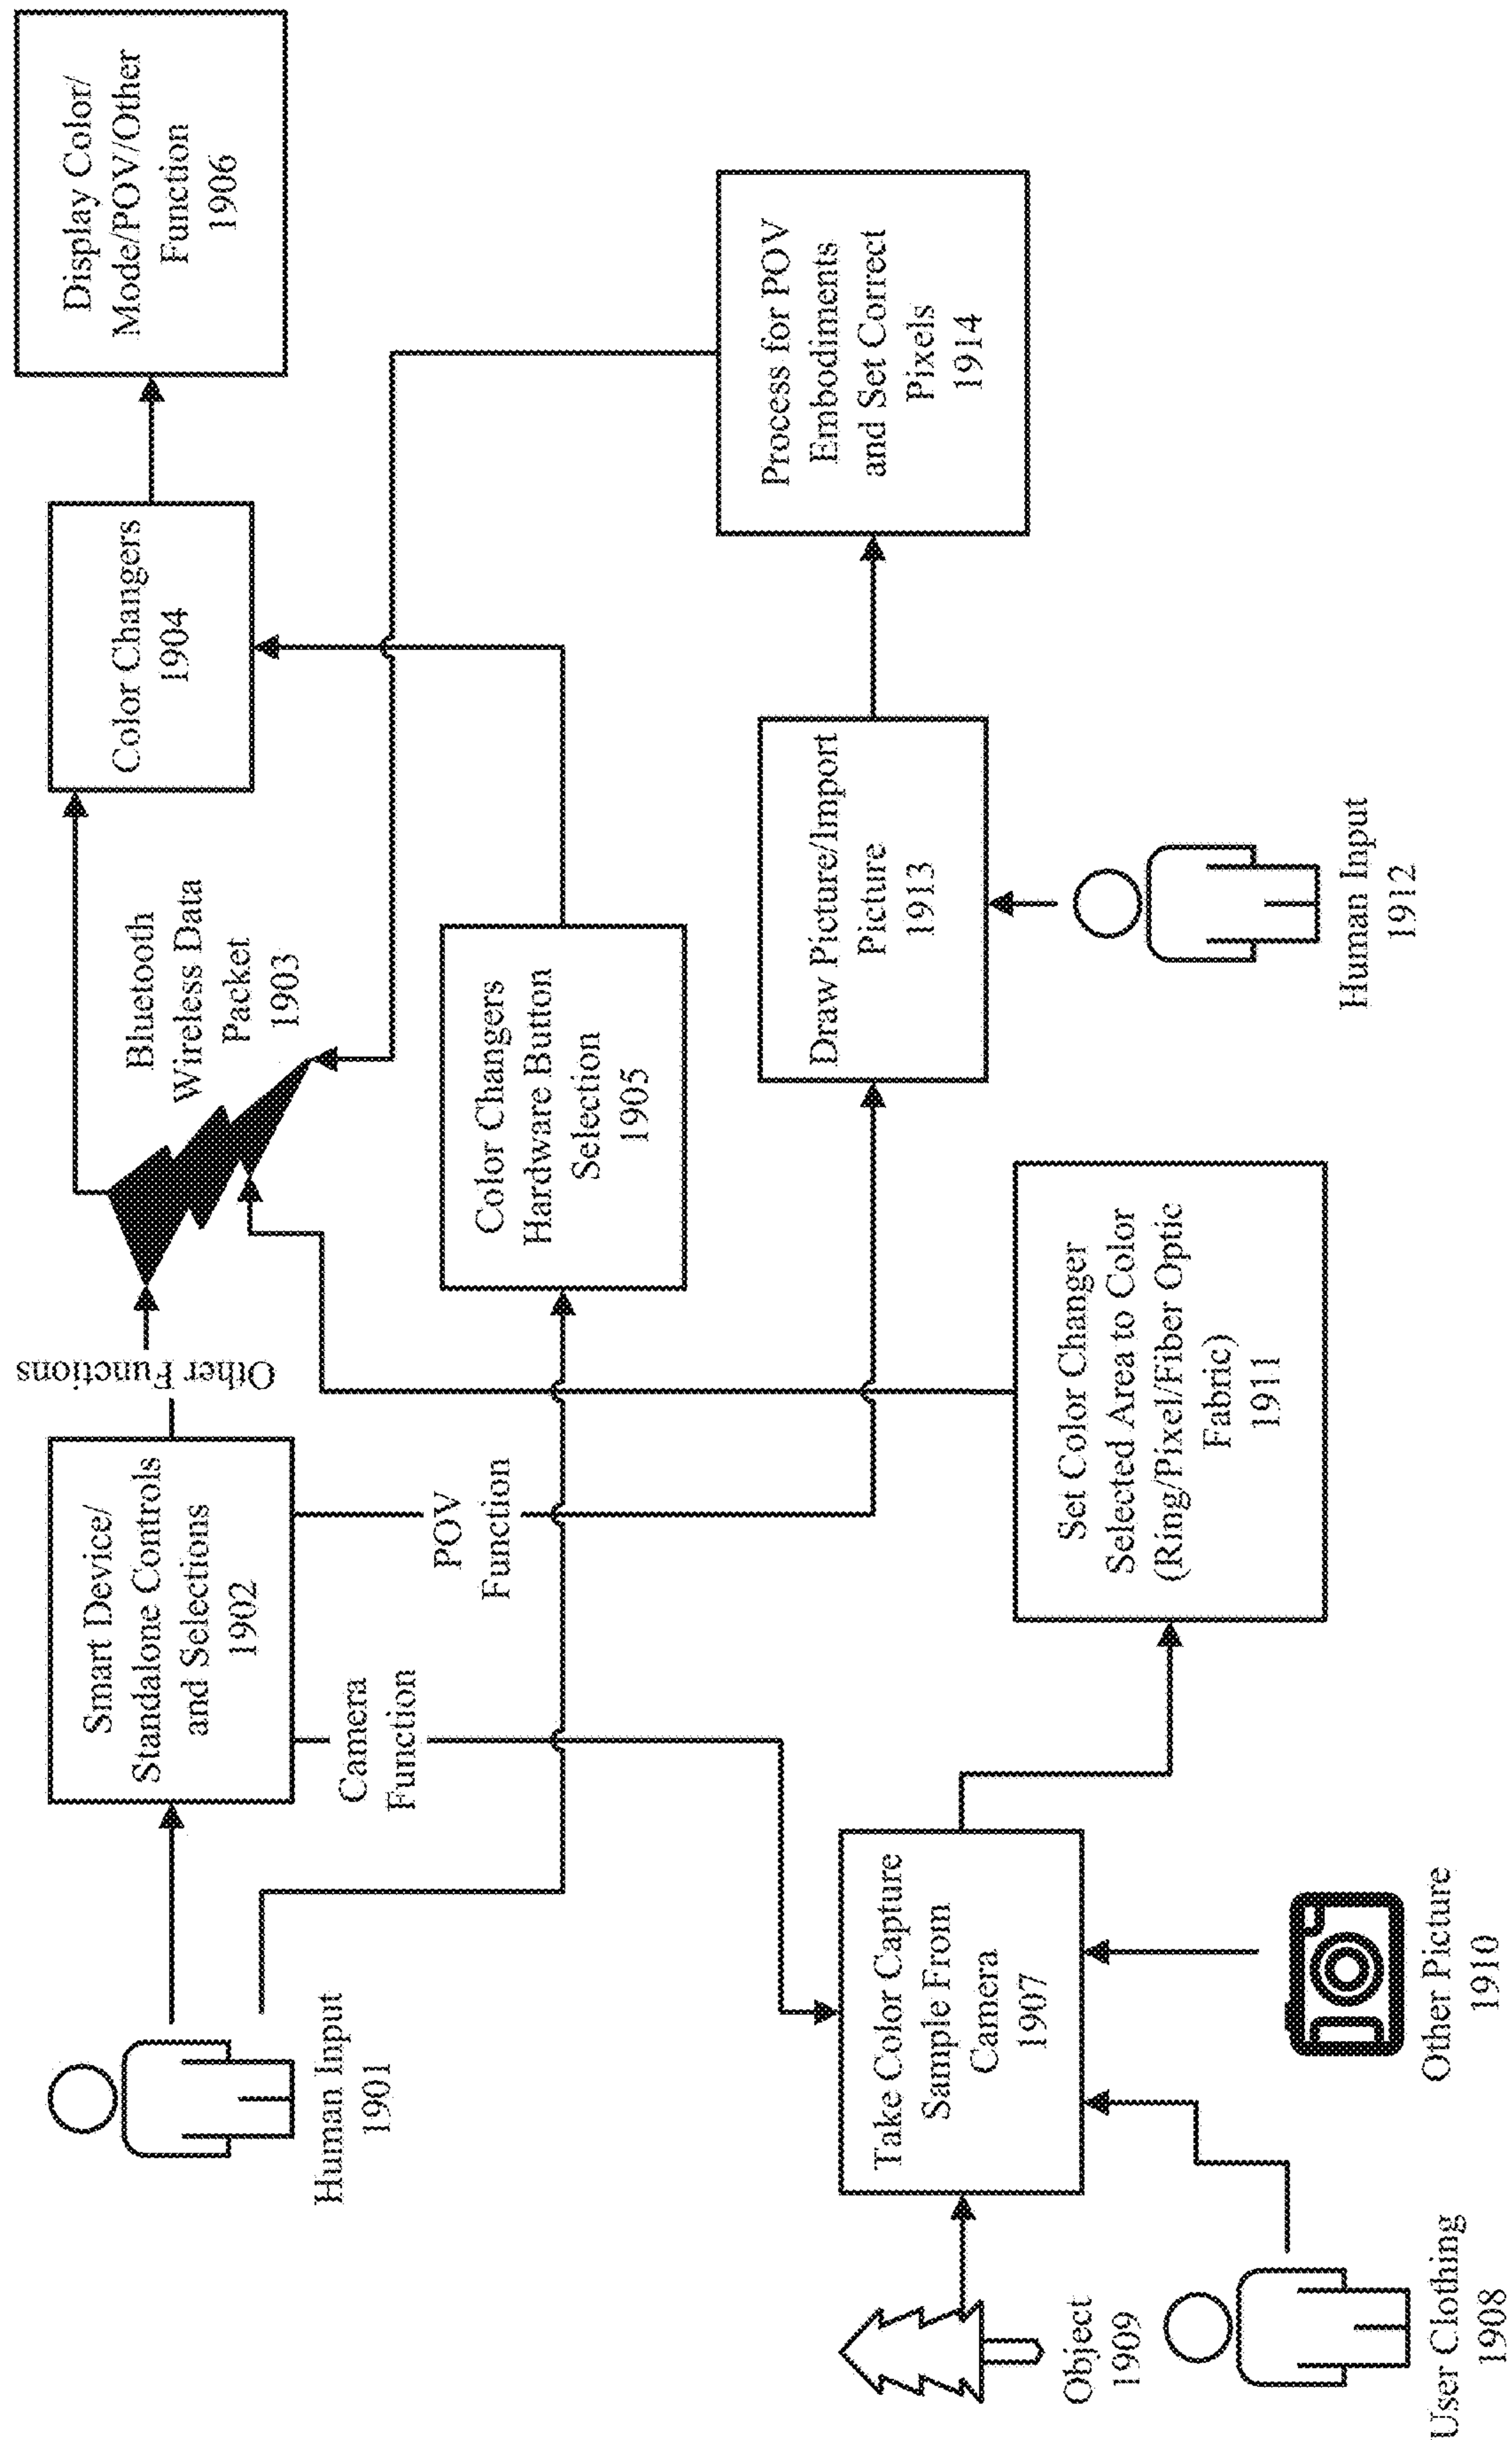 Human Input
1901
Smart Device/
Standalone Controls
and Selections
1902
Other Functions
Bluetooth
Wireless Data
Packet
1903
Color Changers
1904
Display Color/
Mode/POV/Other
Function
1906
Camera
Function
POV
Function
Color Changers
Hardware Button
Selection
1905
Object
1909
User Clothing
1908
Other Picture
1910
Take Color Capture
Sample From
Camera
1907
Set Color Changer
Selected Area to Color
(Ring/Pixel/Fiber Optic
Fabric)
1911
Human Input
1912
Draw Picture/Import
Picture
1913
Process for POV
Embodiments
and Set Correct
Pixels
1914